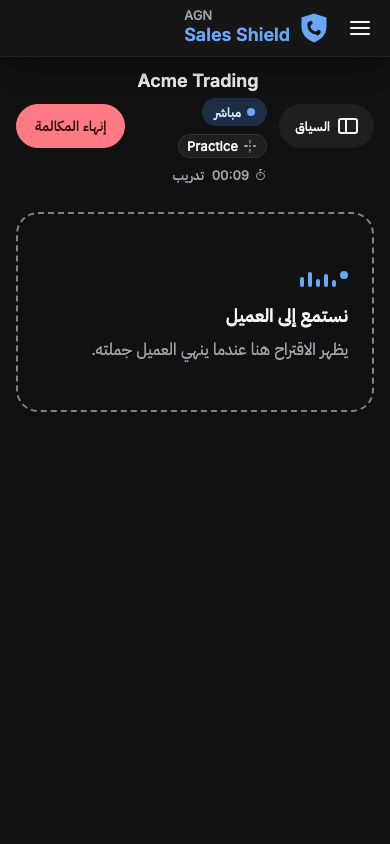 AGN
Sales Shield
Acme Trading
السياق
مباشر
Practice
00:09 تدريب
إنهاء المكالمة
نستمع إلى العميل
يظهر الاقتراح هنا عندما ينهي العميل جملته.